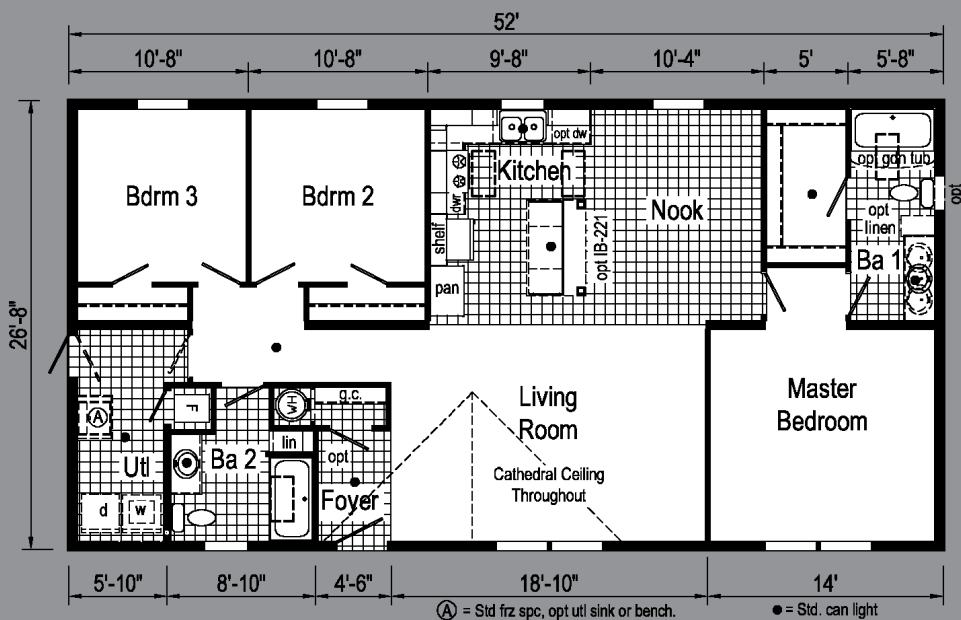 52'
10'-8" 10'-8" 9'-8" 10'-4" 5' 5'-8"
26'-8"
Bdrm 3
Bdrm 2
opt dw
Kitchen
dwr
shelf
pan
opt IB-221
Nook
opt gdn tub
opt
opt
linen
Ba 1
Living
Room
Cathedral Ceiling
Throughout
Master
Bedroom
g.c.
WH
F
A
Utl
Ba 2
lin
opt
Foyer
d
w
5'-10" 8'-10" 4'-6" 18'-10" 14'
A = Std frz spc, opt utl sink or bench.
= Std. can light